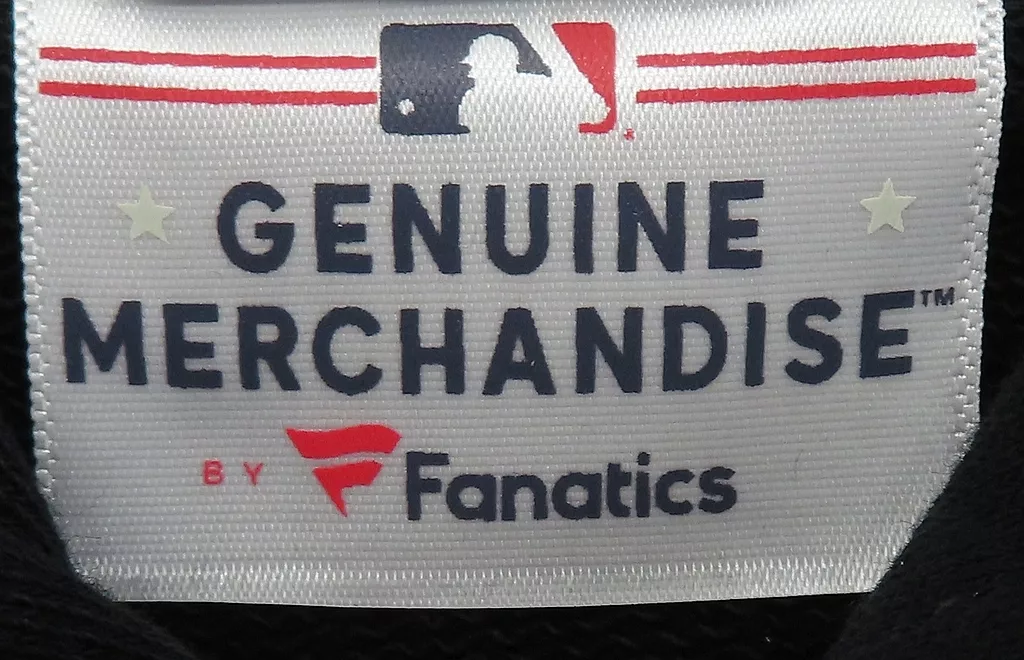 GENUINE
MERCHANDISE™
BY Fanatics